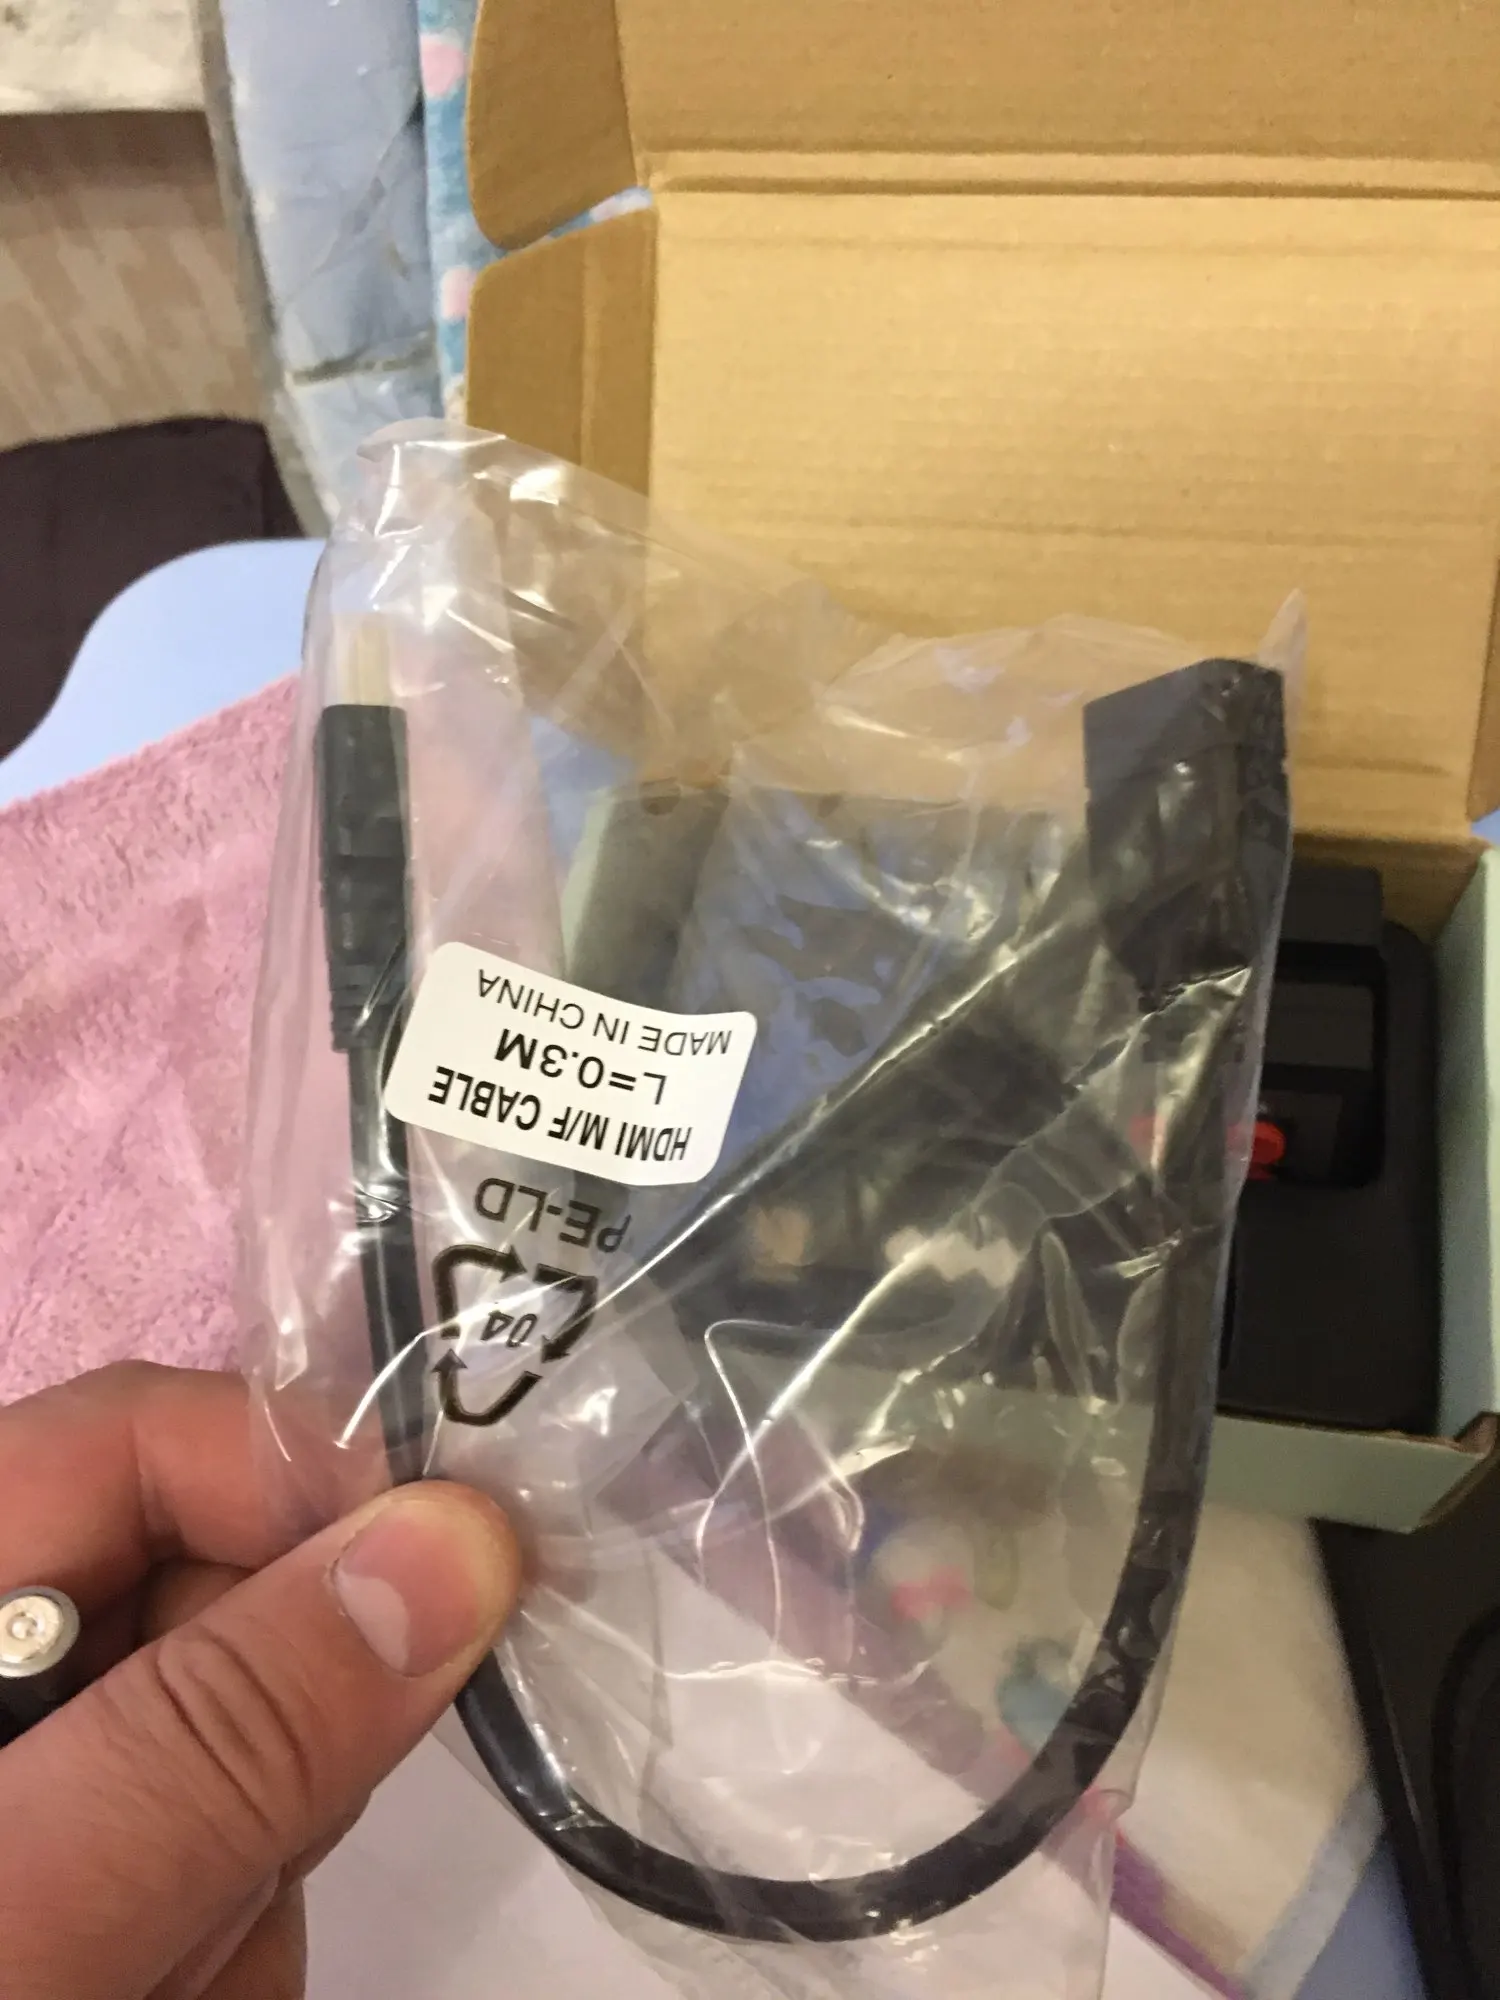 HDMI M/F CABLE
L=0.3M
MADE IN CHINA
04
PE-LD